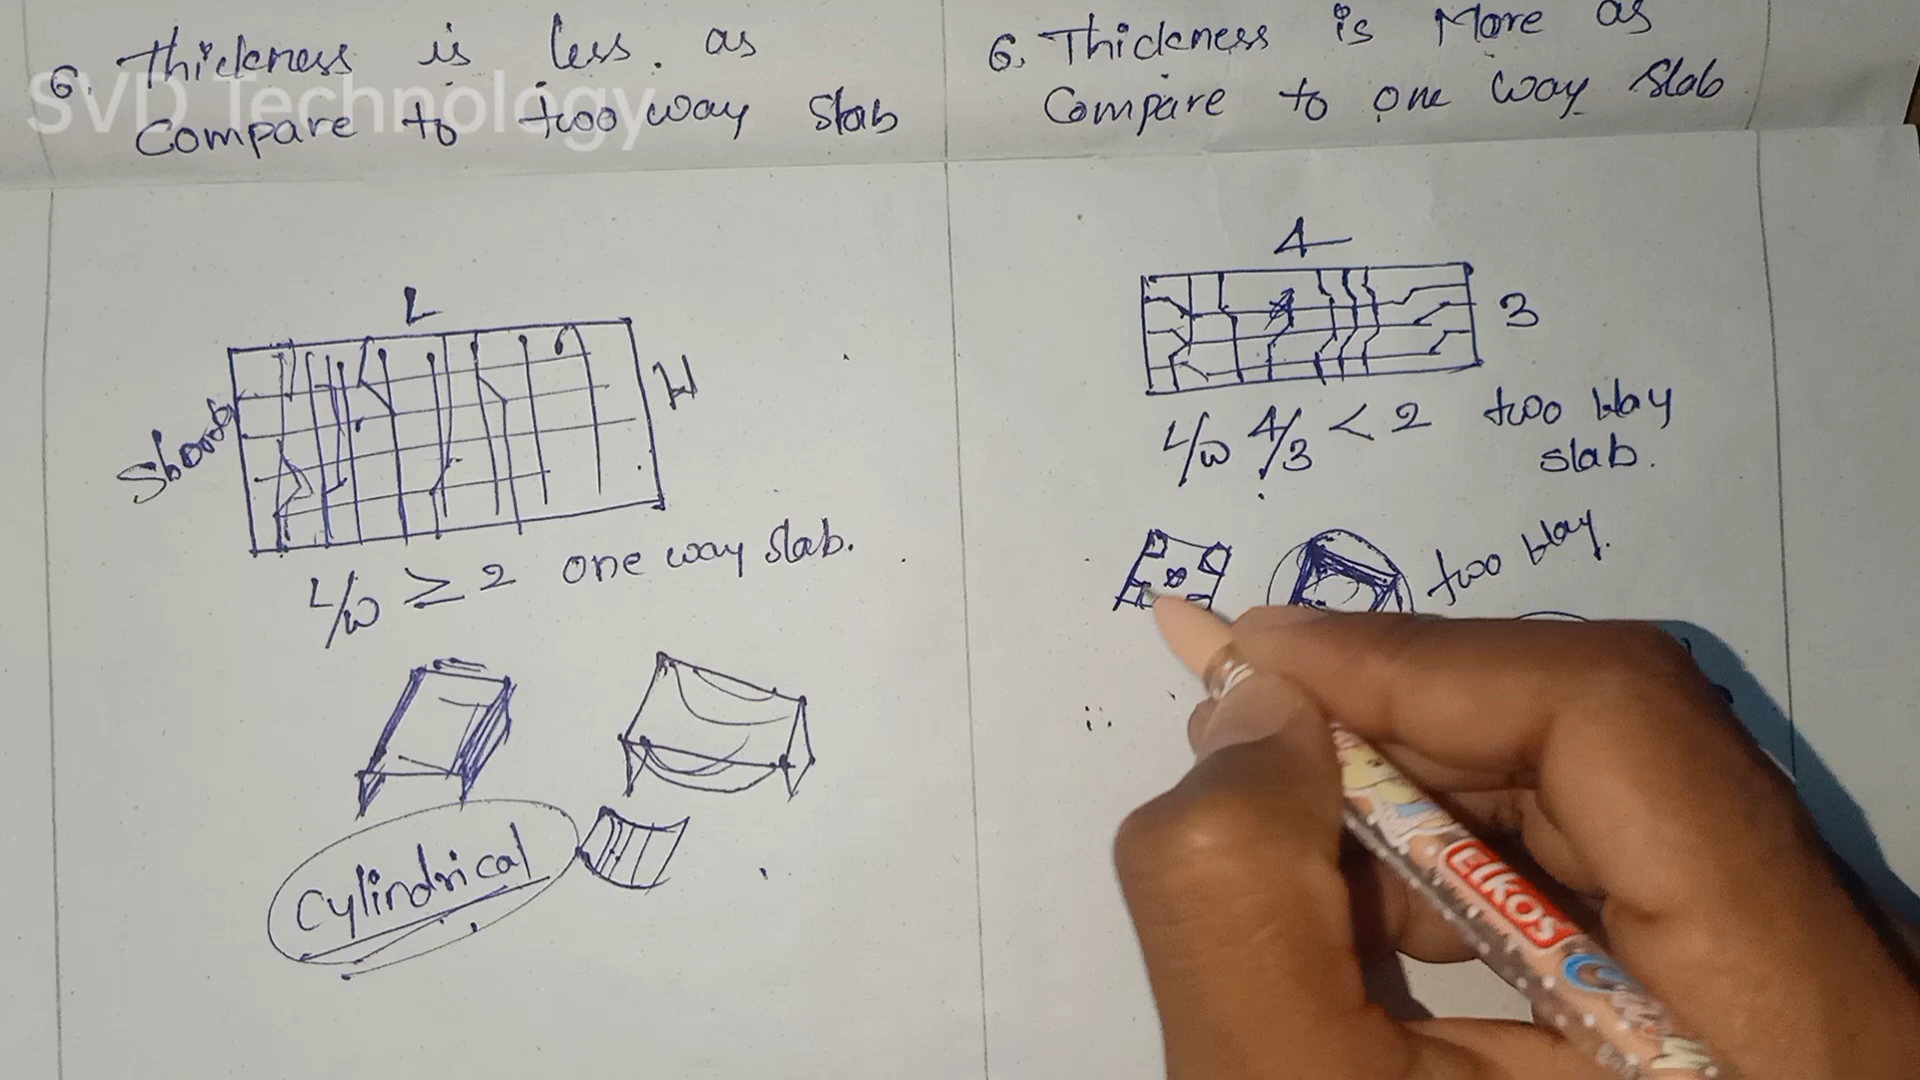 6. Thickness is less. as
Compare to two way Slab
SVD Technology
6. Thickness is More as
Compare to one way Slab
L
W
Short
L/W ≥ 2 one way slab.
Cylindrical
4
3
L/W 4/3 < 2 two way
slab.
two way.
ELKOS